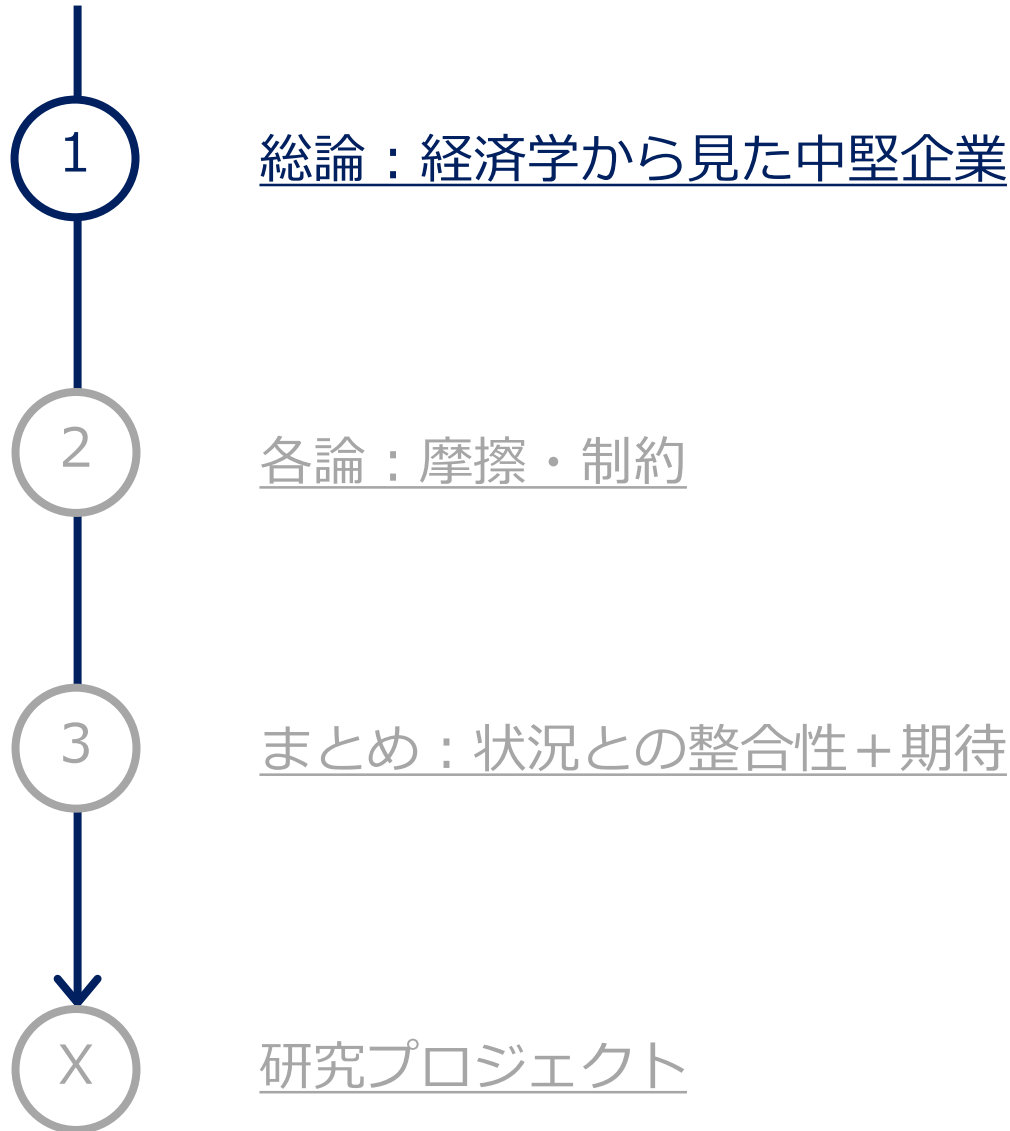 1
総論：経済学から見た中堅企業
2
各論：摩擦・制約
3
まとめ：状況との整合性＋期待
X
研究プロジェクト